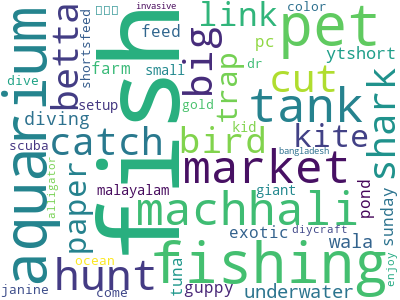 color
link
pet
invasive
shortsfeed
big
feed
pc
ytshort
dive
farm
small
trap
dr
cut
betta
aquarium
fish
setup
gold
tank
shark
diving
catch
bird
kid
kite
scuba
bangladesh
market
alligator
paper
malayalam
machhali
giant
pond
sunday
exotic
diycraft
wala
ocean
hunt
tuna
fishing
enjoy
janine
come
guppy
underwater